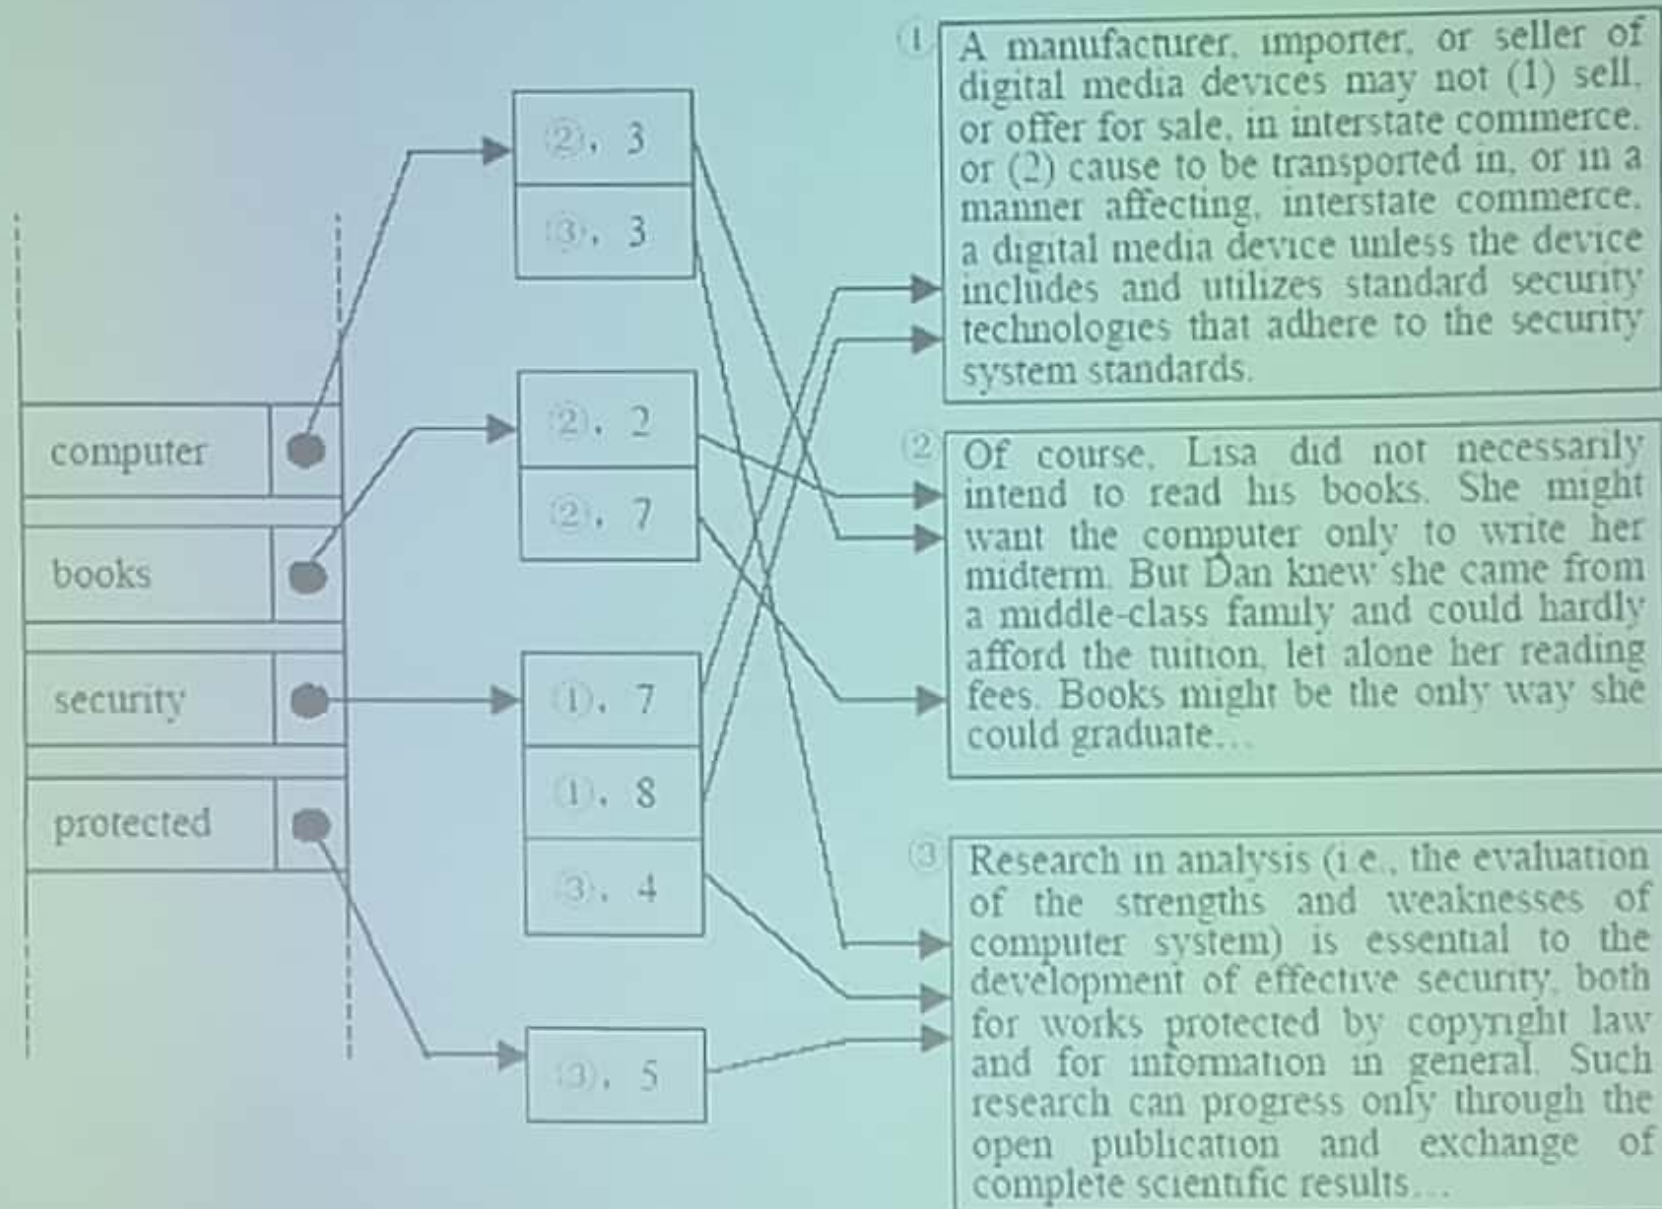 computer
books
security
protected
②, 3
③, 3
②, 2
②, 7
①, 7
①, 8
③, 4
③, 5
①
A manufacturer, importer, or seller of
digital media devices may not (1) sell,
or offer for sale, in interstate commerce,
or (2) cause to be transported in, or in a
manner affecting, interstate commerce,
a digital media device unless the device
includes and utilizes standard security
technologies that adhere to the security
system standards.
②
Of course, Lisa did not necessarily
intend to read his books. She might
want the computer only to write her
midterm. But Dan knew she came from
a middle-class family and could hardly
afford the tuition, let alone her reading
fees. Books might be the only way she
could graduate…
③
Research in analysis (i.e., the evaluation
of the strengths and weaknesses of
computer system) is essential to the
development of effective security, both
for works protected by copyright law
and for information in general. Such
research can progress only through the
open publication and exchange of
complete scientific results…